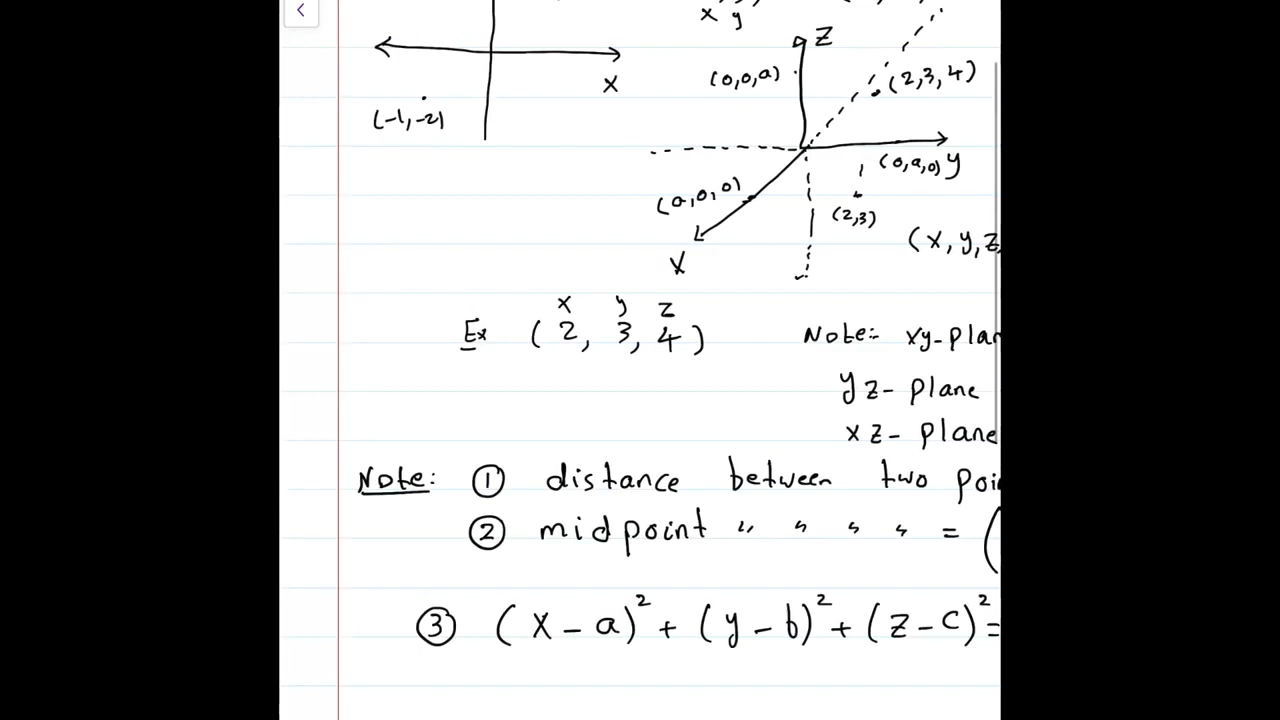 x y
z
(0,0,a)
(2,3,4)
x
(-1,-2)
(0,a,0) y
(a,0,0)
(2,3)
(x,y,z
x
x y z
Ex (2, 3, 4)
Note:- xy-plan
yz- plane
xz- plane
Note: ① distance between two poi
② midpoint " " " " = (
③ (x-a)² + (y-b)² + (z-c)² =